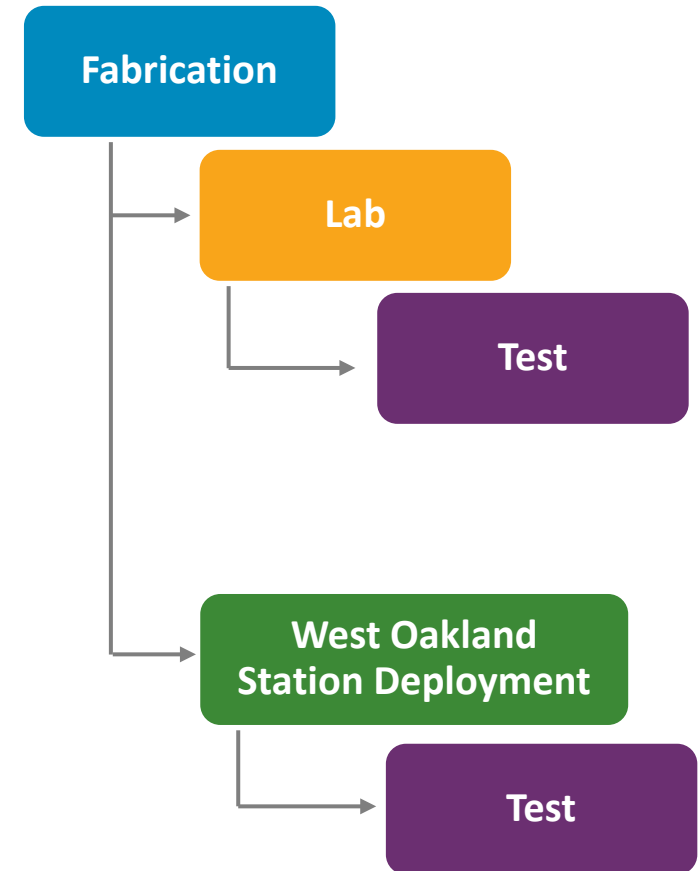 Fabrication
Lab
Test
West Oakland
Station Deployment
Test